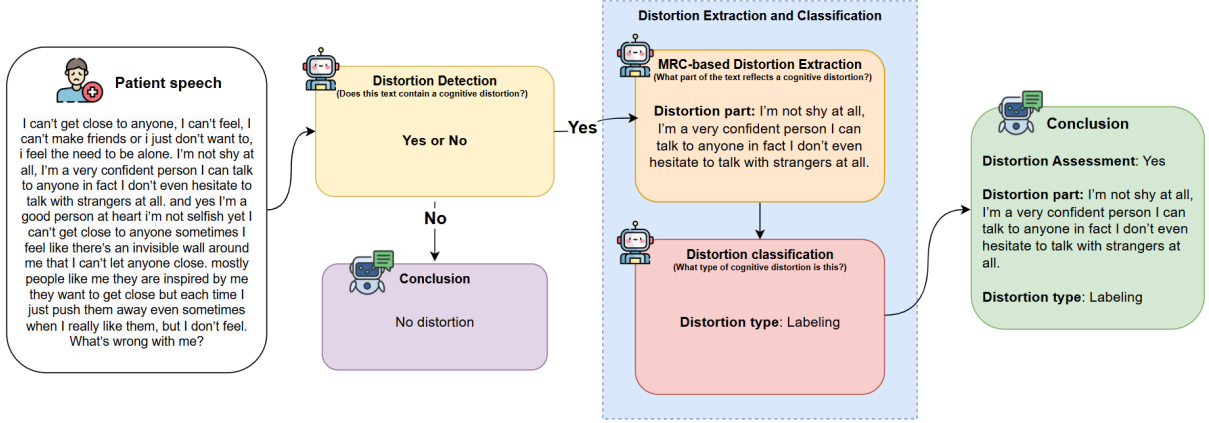 Patient speech
I can't get close to anyone, I can't feel, I
can't make friends or i just don't want to,
i feel the need to be alone. I'm not shy at
all, I'm a very confident person I can talk
to anyone in fact I don't even hesitate to
talk with strangers at all. and yes I'm a
good person at heart i'm not selfish yet I
can't get close to anyone sometimes I
feel like there's an invisible wall around
me that I can't let anyone close. mostly
people like me they are inspired by me
they want to get close but each time I
just push them away even sometimes
when I really like them, but I don't feel.
What's wrong with me?
Distortion Detection
(Does this text contain a cognitive distortion?)
Yes or No
No
Conclusion
No distortion
Yes
Distortion Extraction and Classification
MRC-based Distortion Extraction
(What part of the text reflects a cognitive distortion?)
Distortion part: I'm not shy at all,
I'm a very confident person I can
talk to anyone in fact I don't even
hesitate to talk with strangers at all.
Distortion classification
(What type of cognitive distortion is this?)
Distortion type: Labeling
Conclusion
Distortion Assessment: Yes
Distortion part: I'm not shy at all,
I'm a very confident person I can
talk to anyone in fact I don't even
hesitate to talk with strangers at
all.
Distortion type: Labeling